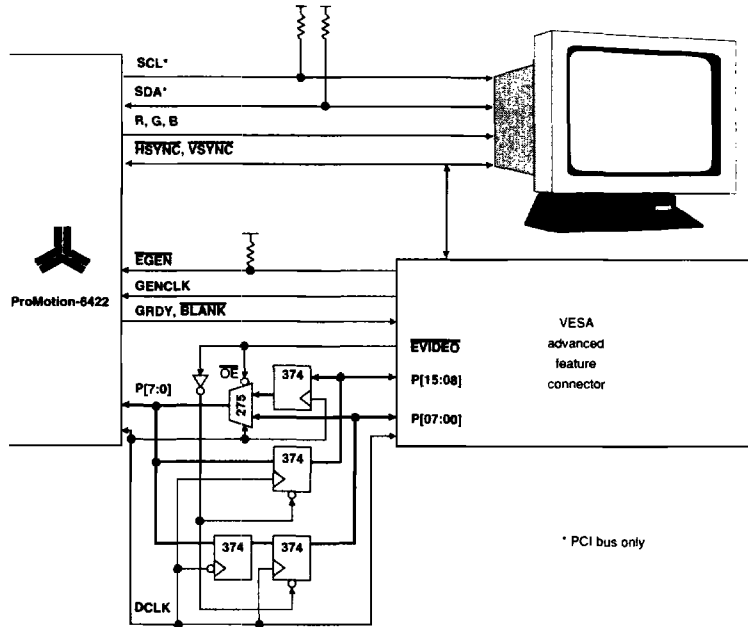 SCL*
SDA*
R, G, B
HSYNC, VSYNC
EGEN
GENCLK
ProMotion-6422
GRDY, BLANK
VESA
advanced
feature
connector
EVIDEO
OE
374
P[7:0]
275
P[15:08]
P[07:00]
374
374
374
* PCI bus only
DCLK